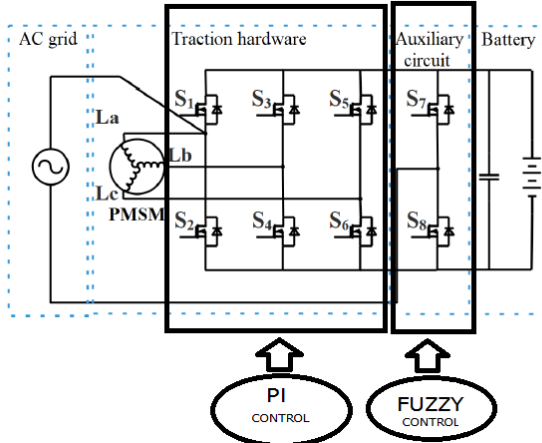 AC grid
Traction hardware
Auxiliary
circuit
Battery
S1
S3
S5
S7
La
Lb
Lc
PMSM
S2
S4
S6
S8
PI
CONTROL
FUZZY
CONTROL